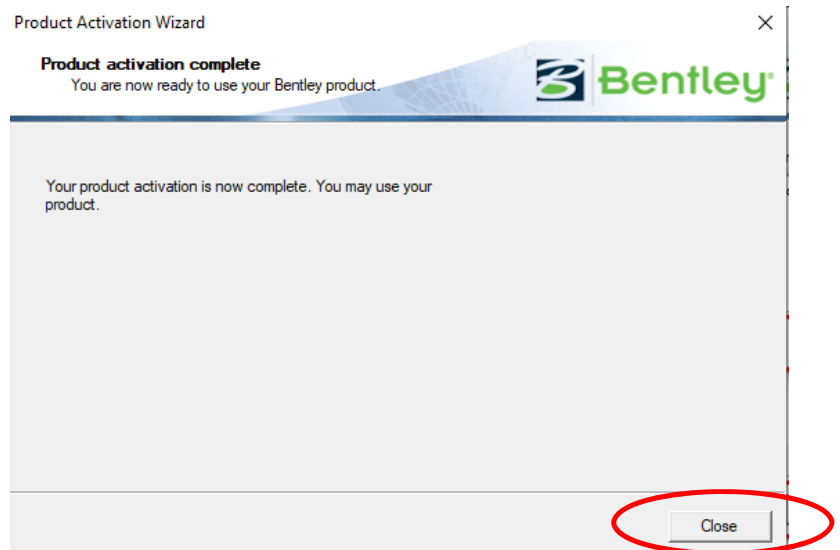 Product Activation Wizard
Product activation complete
You are now ready to use your Bentley product.
Bentley®
Your product activation is now complete. You may use your
product.
Close